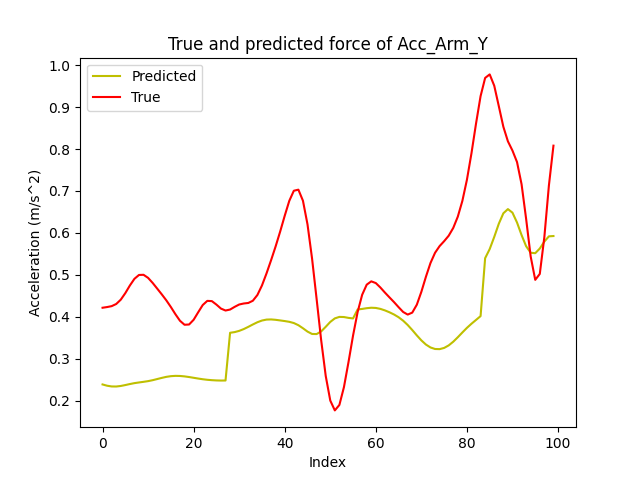 True and predicted force of Acc_Arm_Y
Predicted
True
Acceleration (m/s^2)
1.0
0.9
0.8
0.7
0.6
0.5
0.4
0.3
0.2
0 20 40 60 80 100
Index